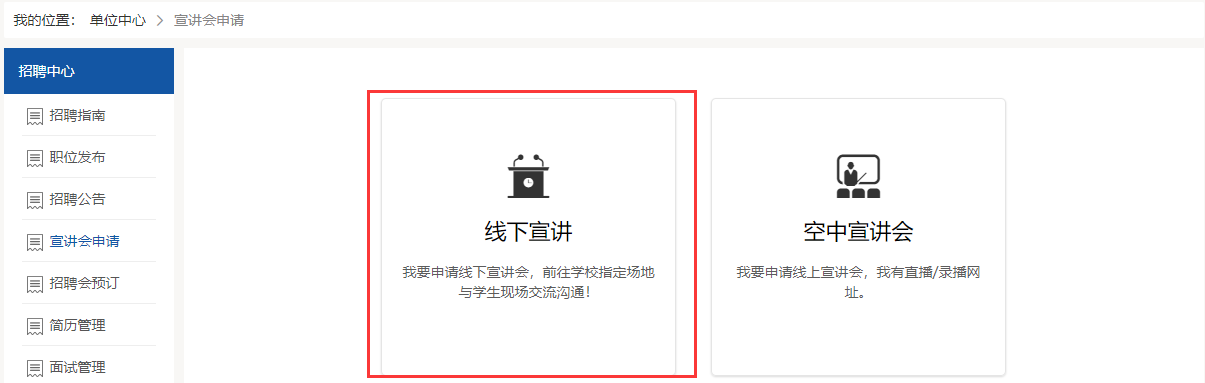 我的位置： 单位中心 > 宣讲会申请
招聘中心
招聘指南
职位发布
招聘公告
宣讲会申请
招聘会预订
简历管理
面试管理
线下宣讲
我要申请线下宣讲会，前往学校指定场地
与学生现场交流沟通！
空中宣讲会
我要申请线上宣讲会，我有直播/录播网
址。